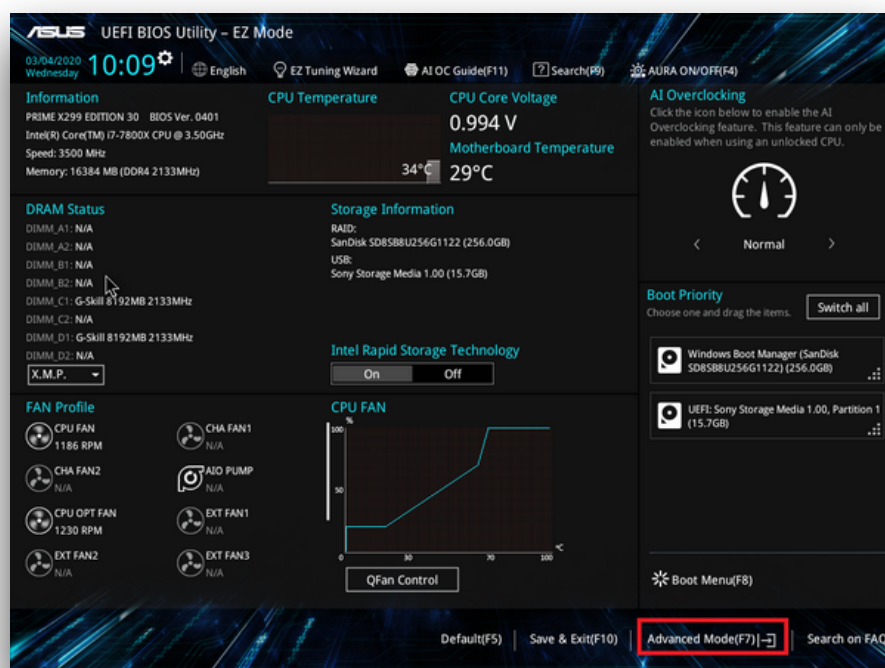 ASUS UEFI BIOS Utility – EZ Mode
03/04/2020
Wednesday
10:09
English
EZ Tuning Wizard
AI OC Guide(F11)
? Search(F9)
AURA ON/OFF(F4)
Information
PRIME X299 EDITION 30 BIOS Ver. 0401
Intel(R) Core(TM) i7-7800X CPU @ 3.50GHz
Speed: 3500 MHz
Memory: 16384 MB (DDR4 2133MHz)
CPU Temperature
34°C
CPU Core Voltage
0.994 V
Motherboard Temperature
29°C
AI Overclocking
Click the icon below to enable the AI
Overclocking feature. This feature can only be
enabled when using an unlocked CPU.
< Normal >
DRAM Status
DIMM_A1: N/A
DIMM_A2: N/A
DIMM_B1: N/A
DIMM_B2: N/A
DIMM_C1: G-Skill 8192MB 2133MHz
DIMM_C2: N/A
DIMM_D1: G-Skill 8192MB 2133MHz
DIMM_D2: N/A
X.M.P.
Storage Information
RAID:
SanDisk SD8SB8U256G1122 (256.0GB)
USB:
Sony Storage Media 1.00 (15.7GB)
Intel Rapid Storage Technology
On Off
Boot Priority
Choose one and drag the items.
Switch all
Windows Boot Manager (SanDisk
SD8SB8U256G1122) (256.0GB)
UEFI: Sony Storage Media 1.00, Partition 1
(15.7GB)
FAN Profile
CPU FAN
1186 RPM
CHA FAN1
N/A
CHA FAN2
N/A
AIO PUMP
N/A
CPU OPT FAN
1230 RPM
EXT FAN1
N/A
EXT FAN2
N/A
EXT FAN3
N/A
CPU FAN
%
100
50
0 30 70 100
°C
QFan Control
Boot Menu(F8)
Default(F5)
Save & Exit(F10)
Advanced Mode(F7)
Search on FAQ